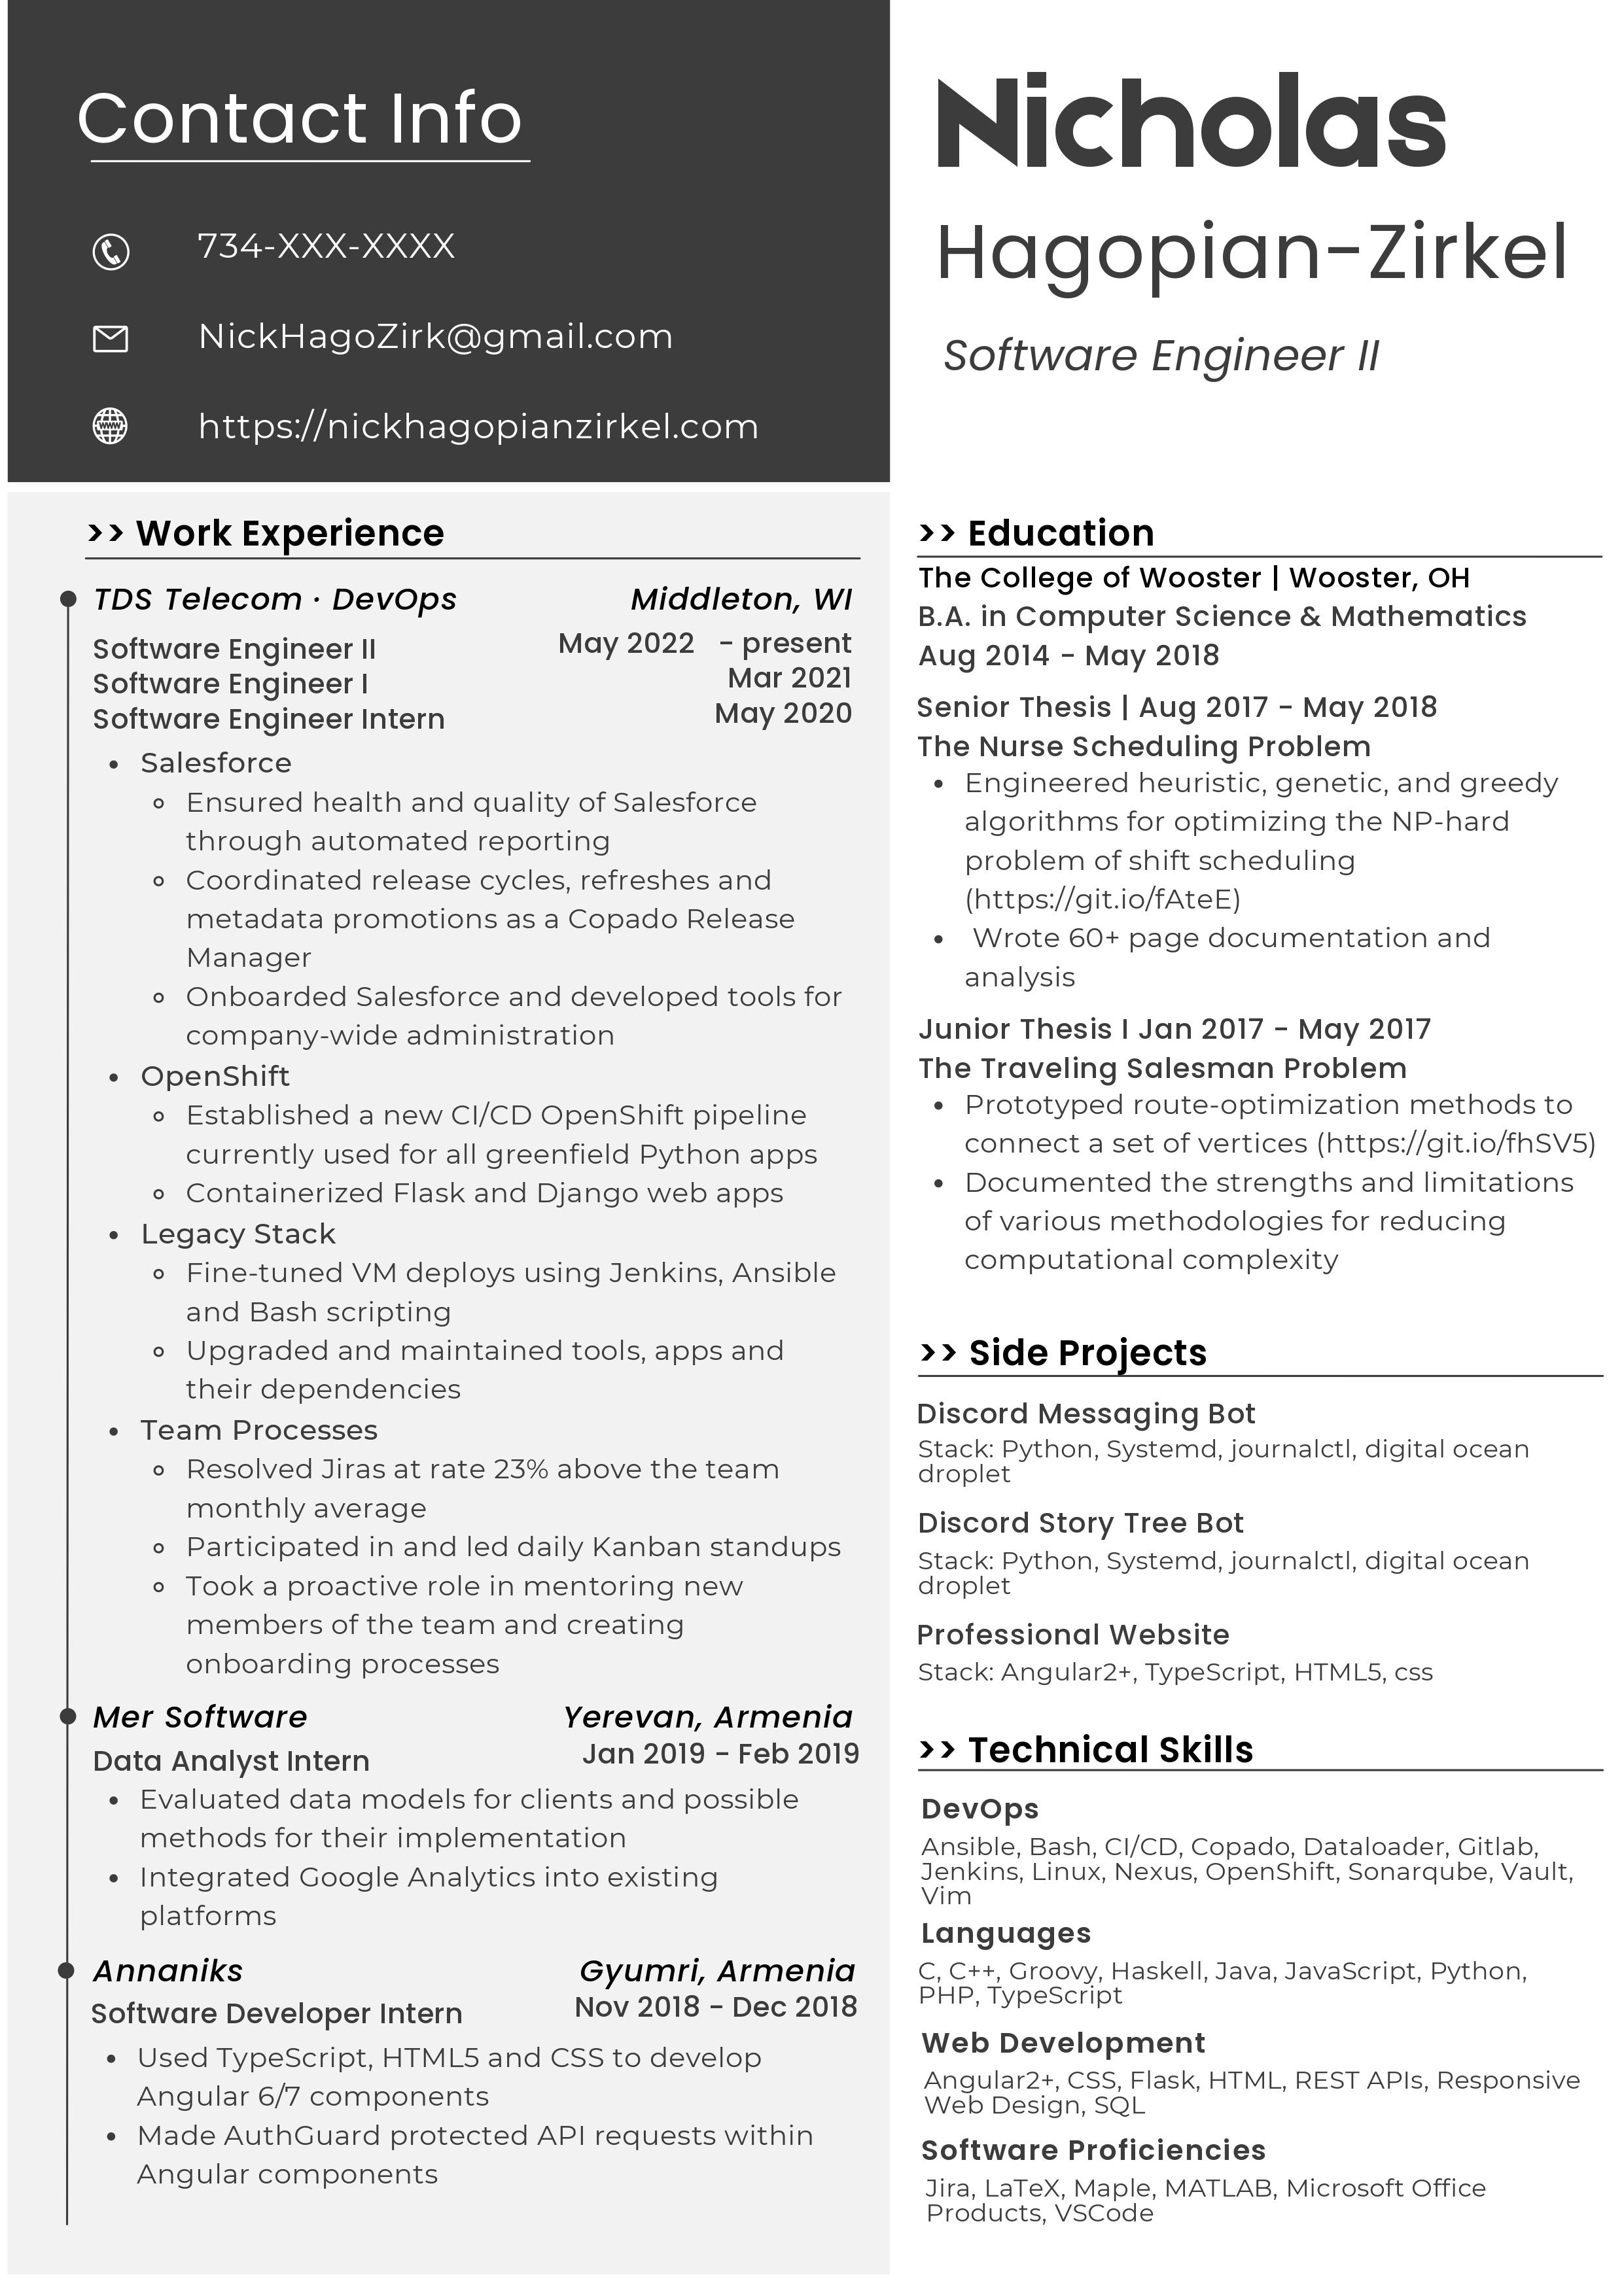 Contact Info
734-XXX-XXXX
NickHagoZirk@gmail.com
https://nickhagopianzirkel.com
Nicholas
Hagopian-Zirkel
Software Engineer II
>> Work Experience
TDS Telecom · DevOps Middleton, WI
Software Engineer II May 2022 - present
Software Engineer I Mar 2021
Software Engineer Intern May 2020
• Salesforce
◦ Ensured health and quality of Salesforce
through automated reporting
◦ Coordinated release cycles, refreshes and
metadata promotions as a Copado Release
Manager
◦ Onboarded Salesforce and developed tools for
company-wide administration
• OpenShift
◦ Established a new CI/CD OpenShift pipeline
currently used for all greenfield Python apps
◦ Containerized Flask and Django web apps
• Legacy Stack
◦ Fine-tuned VM deploys using Jenkins, Ansible
and Bash scripting
◦ Upgraded and maintained tools, apps and
their dependencies
• Team Processes
◦ Resolved Jiras at rate 23% above the team
monthly average
◦ Participated in and led daily Kanban standups
◦ Took a proactive role in mentoring new
members of the team and creating
onboarding processes
Mer Software Yerevan, Armenia
Data Analyst Intern Jan 2019 - Feb 2019
• Evaluated data models for clients and possible
methods for their implementation
• Integrated Google Analytics into existing
platforms
Annaniks Gyumri, Armenia
Software Developer Intern Nov 2018 - Dec 2018
• Used TypeScript, HTML5 and CSS to develop
Angular 6/7 components
• Made AuthGuard protected API requests within
Angular components
>> Education
The College of Wooster | Wooster, OH
B.A. in Computer Science & Mathematics
Aug 2014 - May 2018
Senior Thesis | Aug 2017 - May 2018
The Nurse Scheduling Problem
• Engineered heuristic, genetic, and greedy
algorithms for optimizing the NP-hard
problem of shift scheduling
(https://git.io/fAteE)
• Wrote 60+ page documentation and
analysis
Junior Thesis I Jan 2017 - May 2017
The Traveling Salesman Problem
• Prototyped route-optimization methods to
connect a set of vertices (https://git.io/fhSV5)
• Documented the strengths and limitations
of various methodologies for reducing
computational complexity
>> Side Projects
Discord Messaging Bot
Stack: Python, Systemd, journalctl, digital ocean
droplet
Discord Story Tree Bot
Stack: Python, Systemd, journalctl, digital ocean
droplet
Professional Website
Stack: Angular2+, TypeScript, HTML5, css
>> Technical Skills
DevOps
Ansible, Bash, CI/CD, Copado, Dataloader, Gitlab,
Jenkins, Linux, Nexus, OpenShift, Sonarqube, Vault,
Vim
Languages
C, C++, Groovy, Haskell, Java, JavaScript, Python,
PHP, TypeScript
Web Development
Angular2+, CSS, Flask, HTML, REST APIs, Responsive
Web Design, SQL
Software Proficiencies
Jira, LaTeX, Maple, MATLAB, Microsoft Office
Products, VSCode